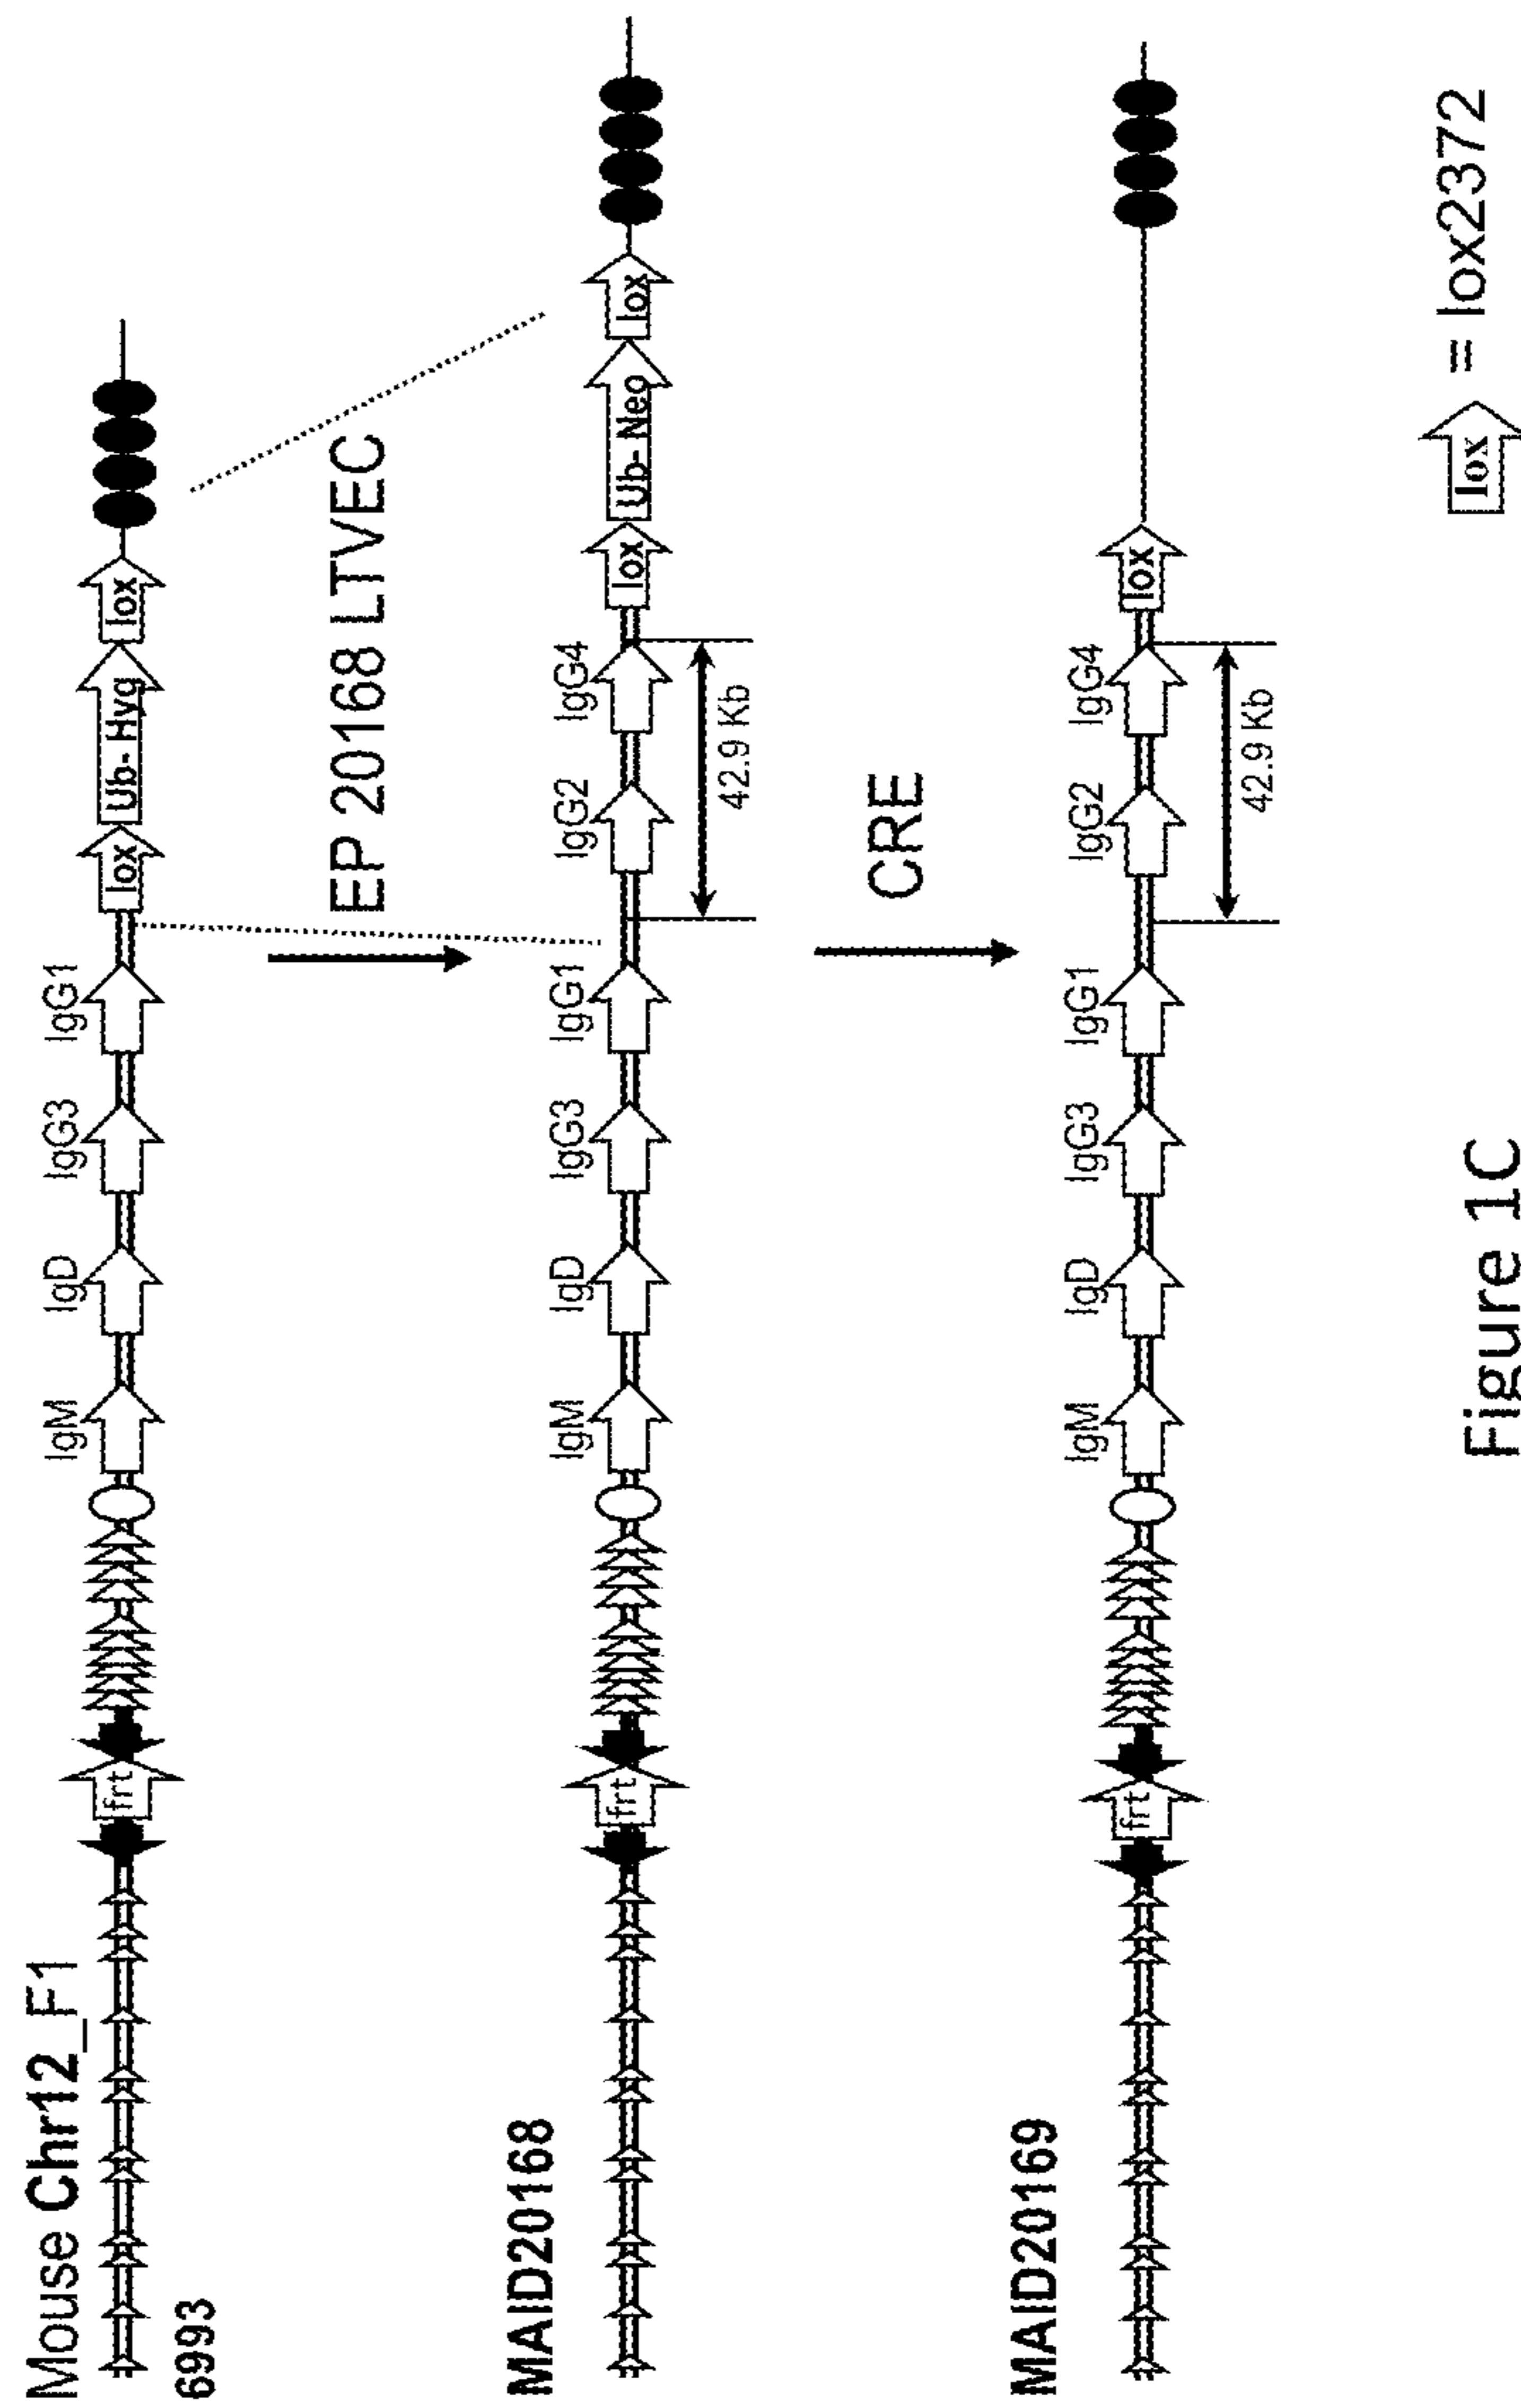 Mouse Chr12_F1
6993
frt
IgM
IgD
IgG3
IgG1
lox
Ub- Hyg
lox
EP 20168 LTVEC
MAID20168
frt
IgM
IgD
IgG3
IgG1
IgG2
IgG4
lox
Ub- Neo
lox
42.9 Kb
CRE
MAID20169
frt
IgM
IgD
IgG3
IgG1
IgG2
IgG4
lox
42.9 Kb
lox = lox2372
Figure 1C